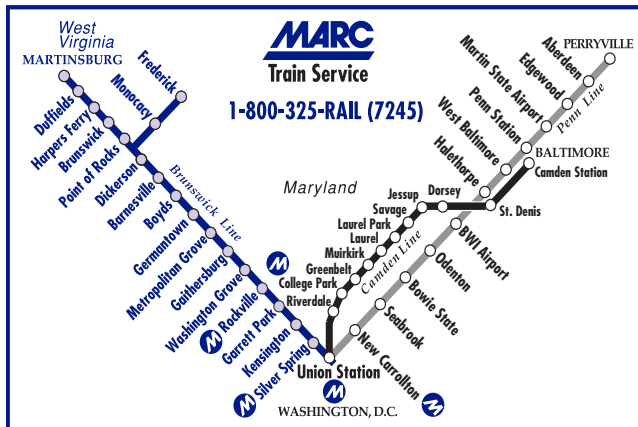 West
Virginia
MARTINSBURG
Duffields
Harpers Ferry
Brunswick
Point of Rocks
Frederick
Monocacy
Dickerson
Barnesville
Boyds
Germantown
Metropolitan Grove
Gaithersburg
Washington Grove
Rockville
Garrett Park
Kensington
Silver Spring
Brunswick Line
MARC
Train Service
1-800-325-RAIL (7245)
Maryland
PERRYVILLE
Aberdeen
Edgewood
Martin State Airport
Penn Station
West Baltimore
Halethorpe
Penn Line
BALTIMORE
Camden Station
St. Denis
Dorsey
Jessup
Savage
Laurel Park
Laurel
Muirkirk
Greenbelt
College Park
Riverdale
Camden Line
BWI Airport
Odenton
Bowie State
Seabrook
New Carrollton
Union Station
WASHINGTON, D.C.
M
M
M
M
M